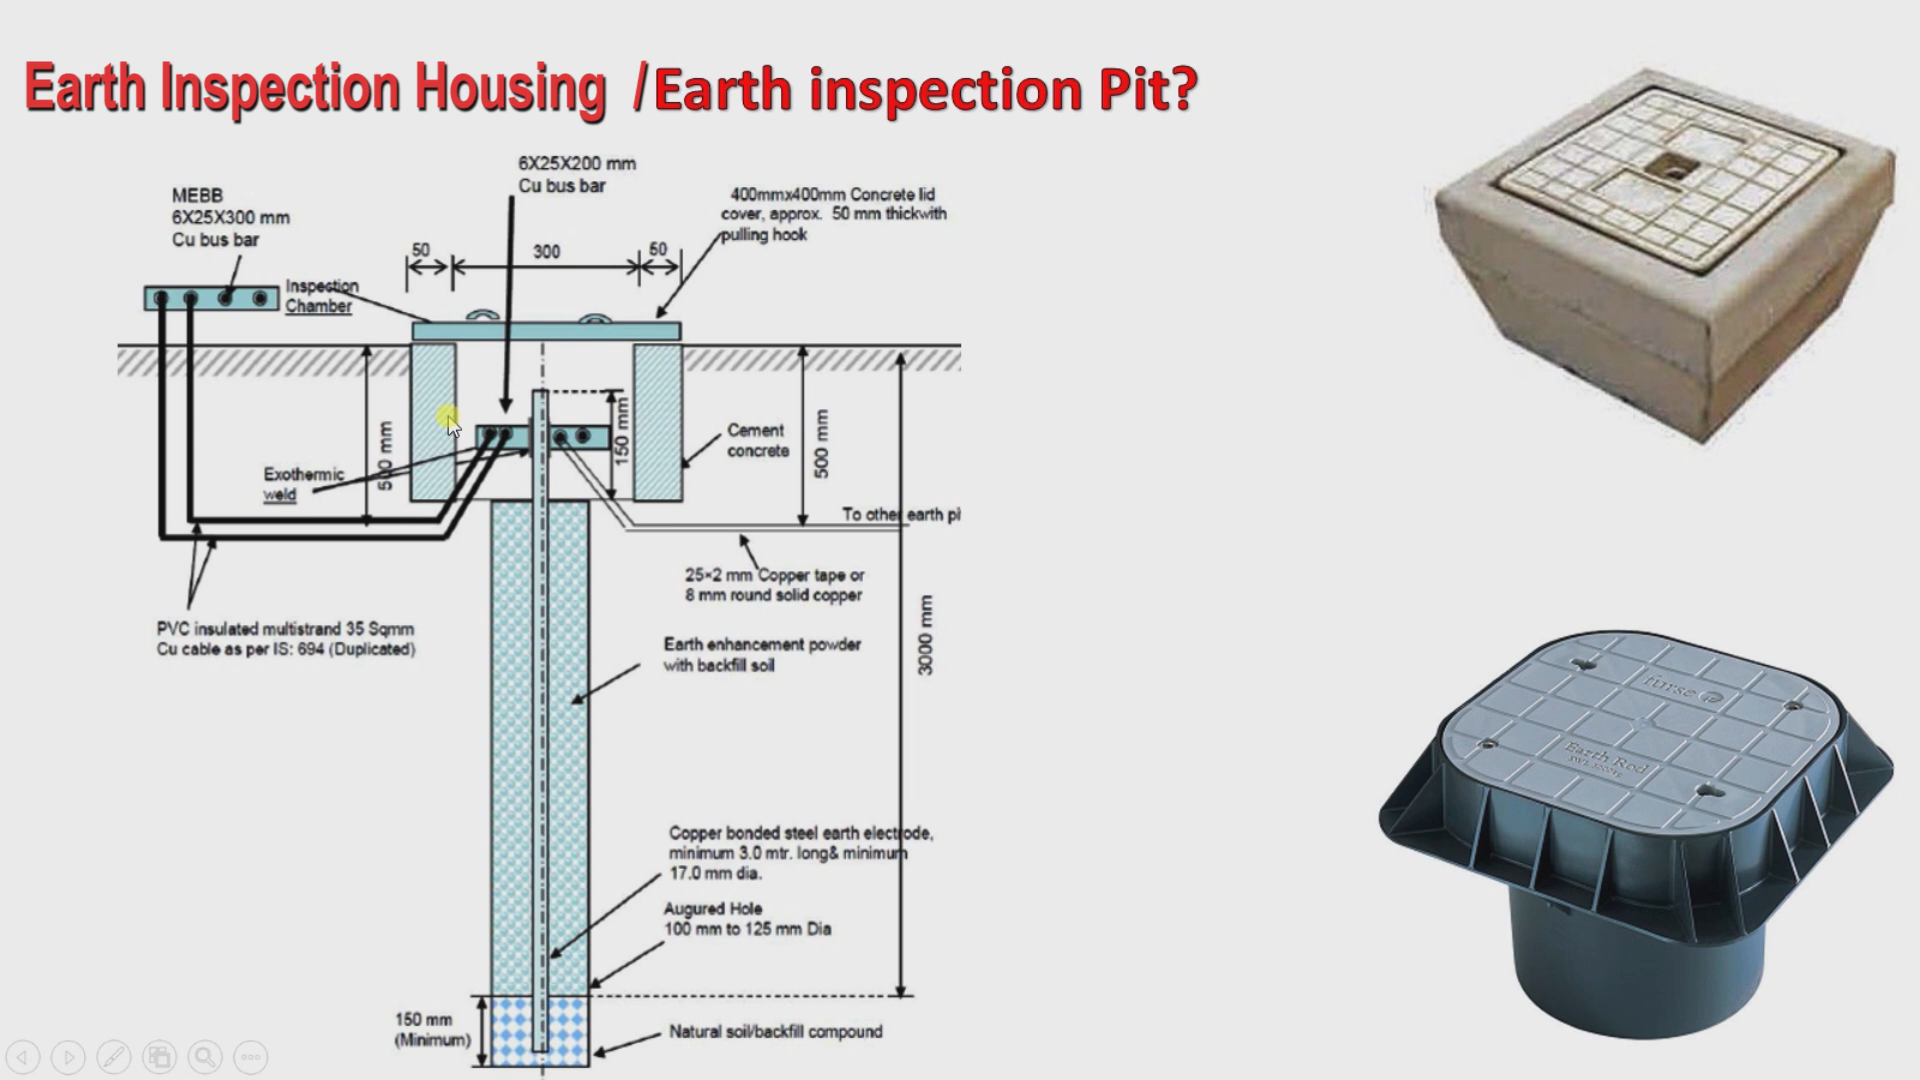 Earth Inspection Housing / Earth inspection Pit?
6X25X200 mm
Cu bus bar
MEBB
6X25X300 mm
Cu bus bar
400mmx400mm Concrete lid
cover, approx. 50 mm thickwith
pulling hook
50
300
50
Inspection
Chamber
500 mm
150 mm
500 mm
Cement
concrete
Exothermic
weld
To other earth pi
25×2 mm Copper tape or
8 mm round solid copper
PVC insulated multistrand 35 Sqmm
Cu cable as per IS: 694 (Duplicated)
Earth enhancement powder
with backfill soil
3000 mm
Copper bonded steel earth electrode,
minimum 3.0 mtr. long& minimum
17.0 mm dia.
Augured Hole
100 mm to 125 mm Dia
150 mm
(Minimum)
Natural soil/backfill compound
furse
Earth Rod